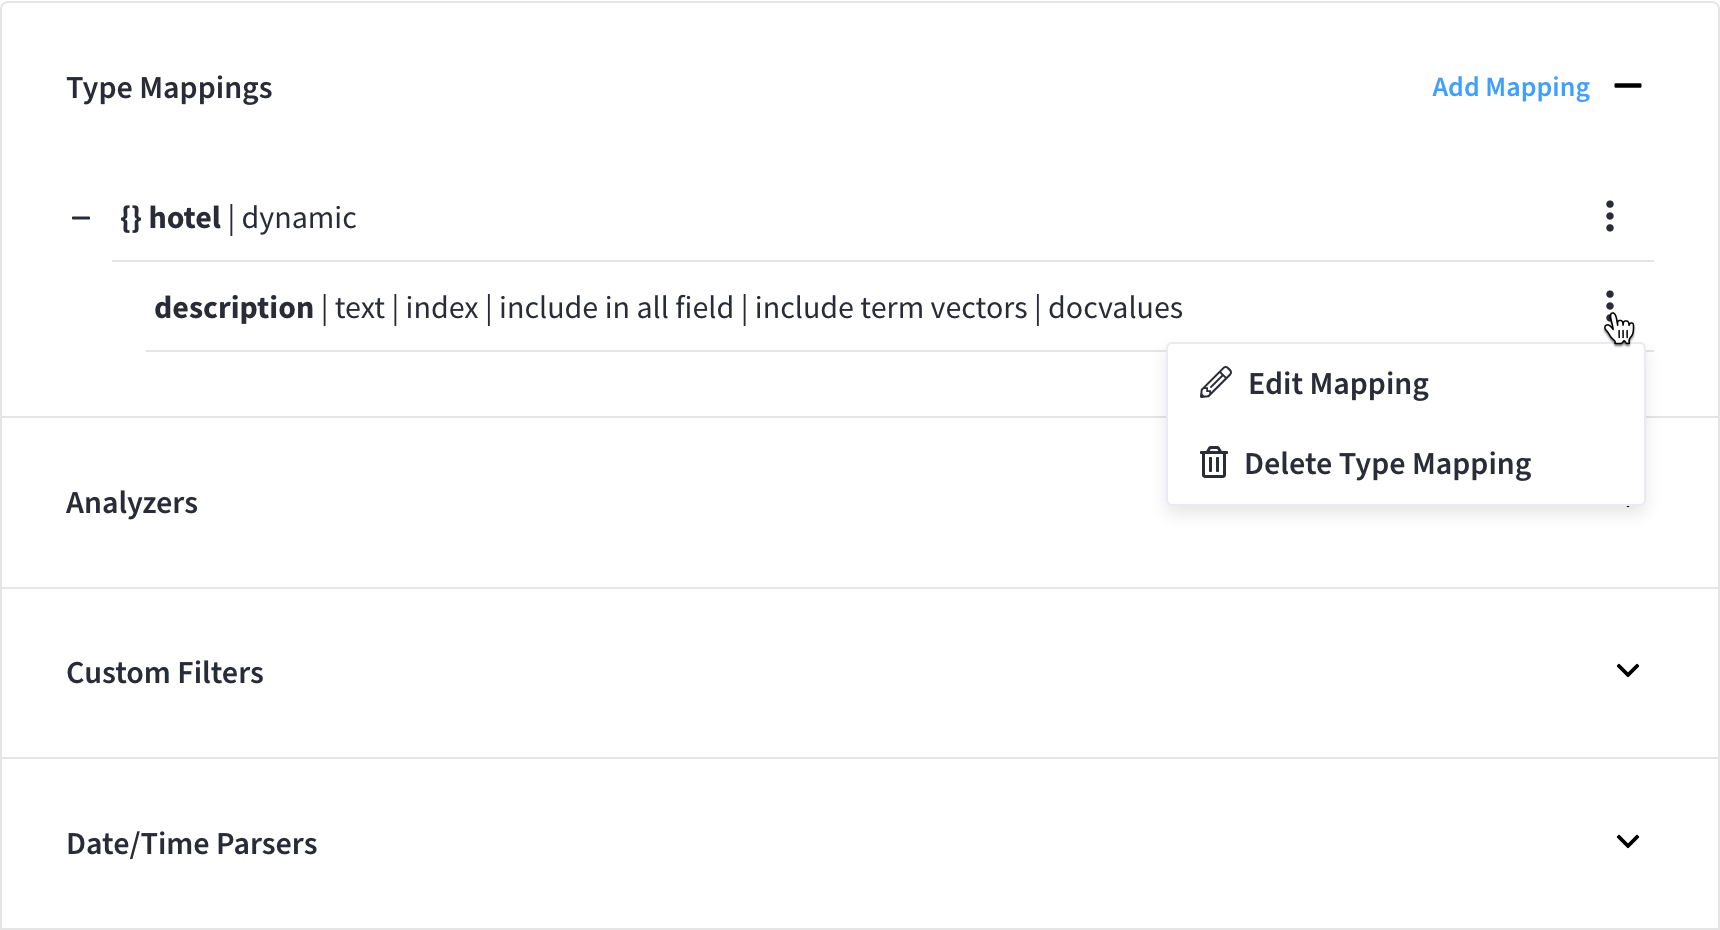 Type Mappings
Add Mapping
{} hotel | dynamic
description | text | index | include in all field | include term vectors | docvalues
Edit Mapping
Delete Type Mapping
Analyzers
Custom Filters
Date/Time Parsers